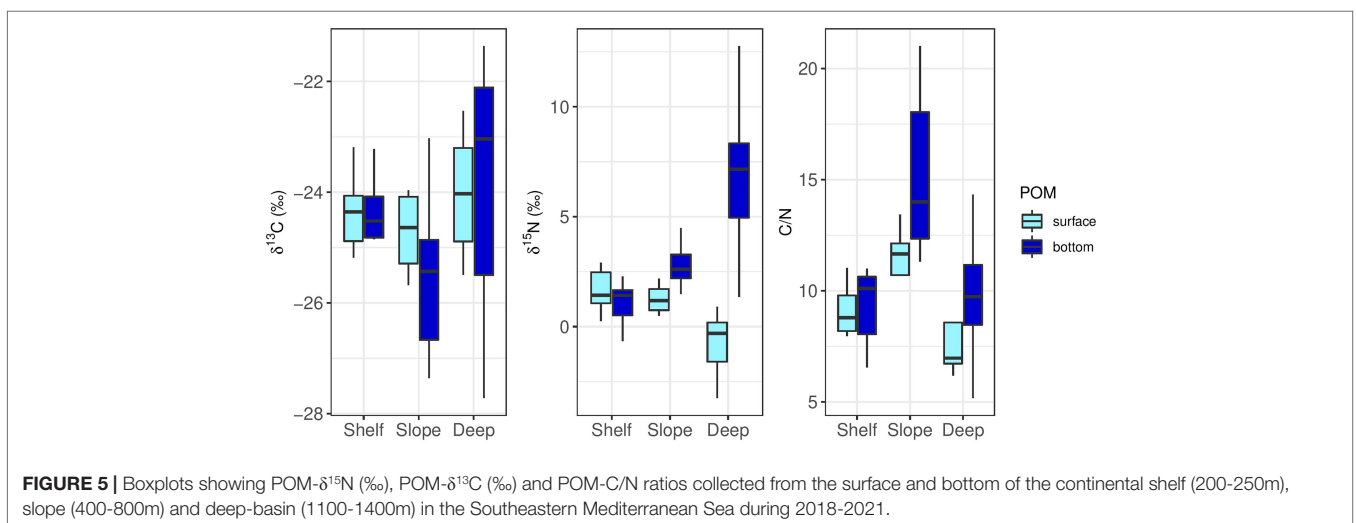 δ13C (‰)
−22
−24
−26
−28
Shelf Slope Deep
δ15N (‰)
10
5
0
Shelf Slope Deep
C/N
20
15
10
5
Shelf Slope Deep
POM
surface
bottom
FIGURE 5 | Boxplots showing POM-δ15N (‰), POM-δ13C (‰) and POM-C/N ratios collected from the surface and bottom of the continental shelf (200-250m),
slope (400-800m) and deep-basin (1100-1400m) in the Southeastern Mediterranean Sea during 2018-2021.